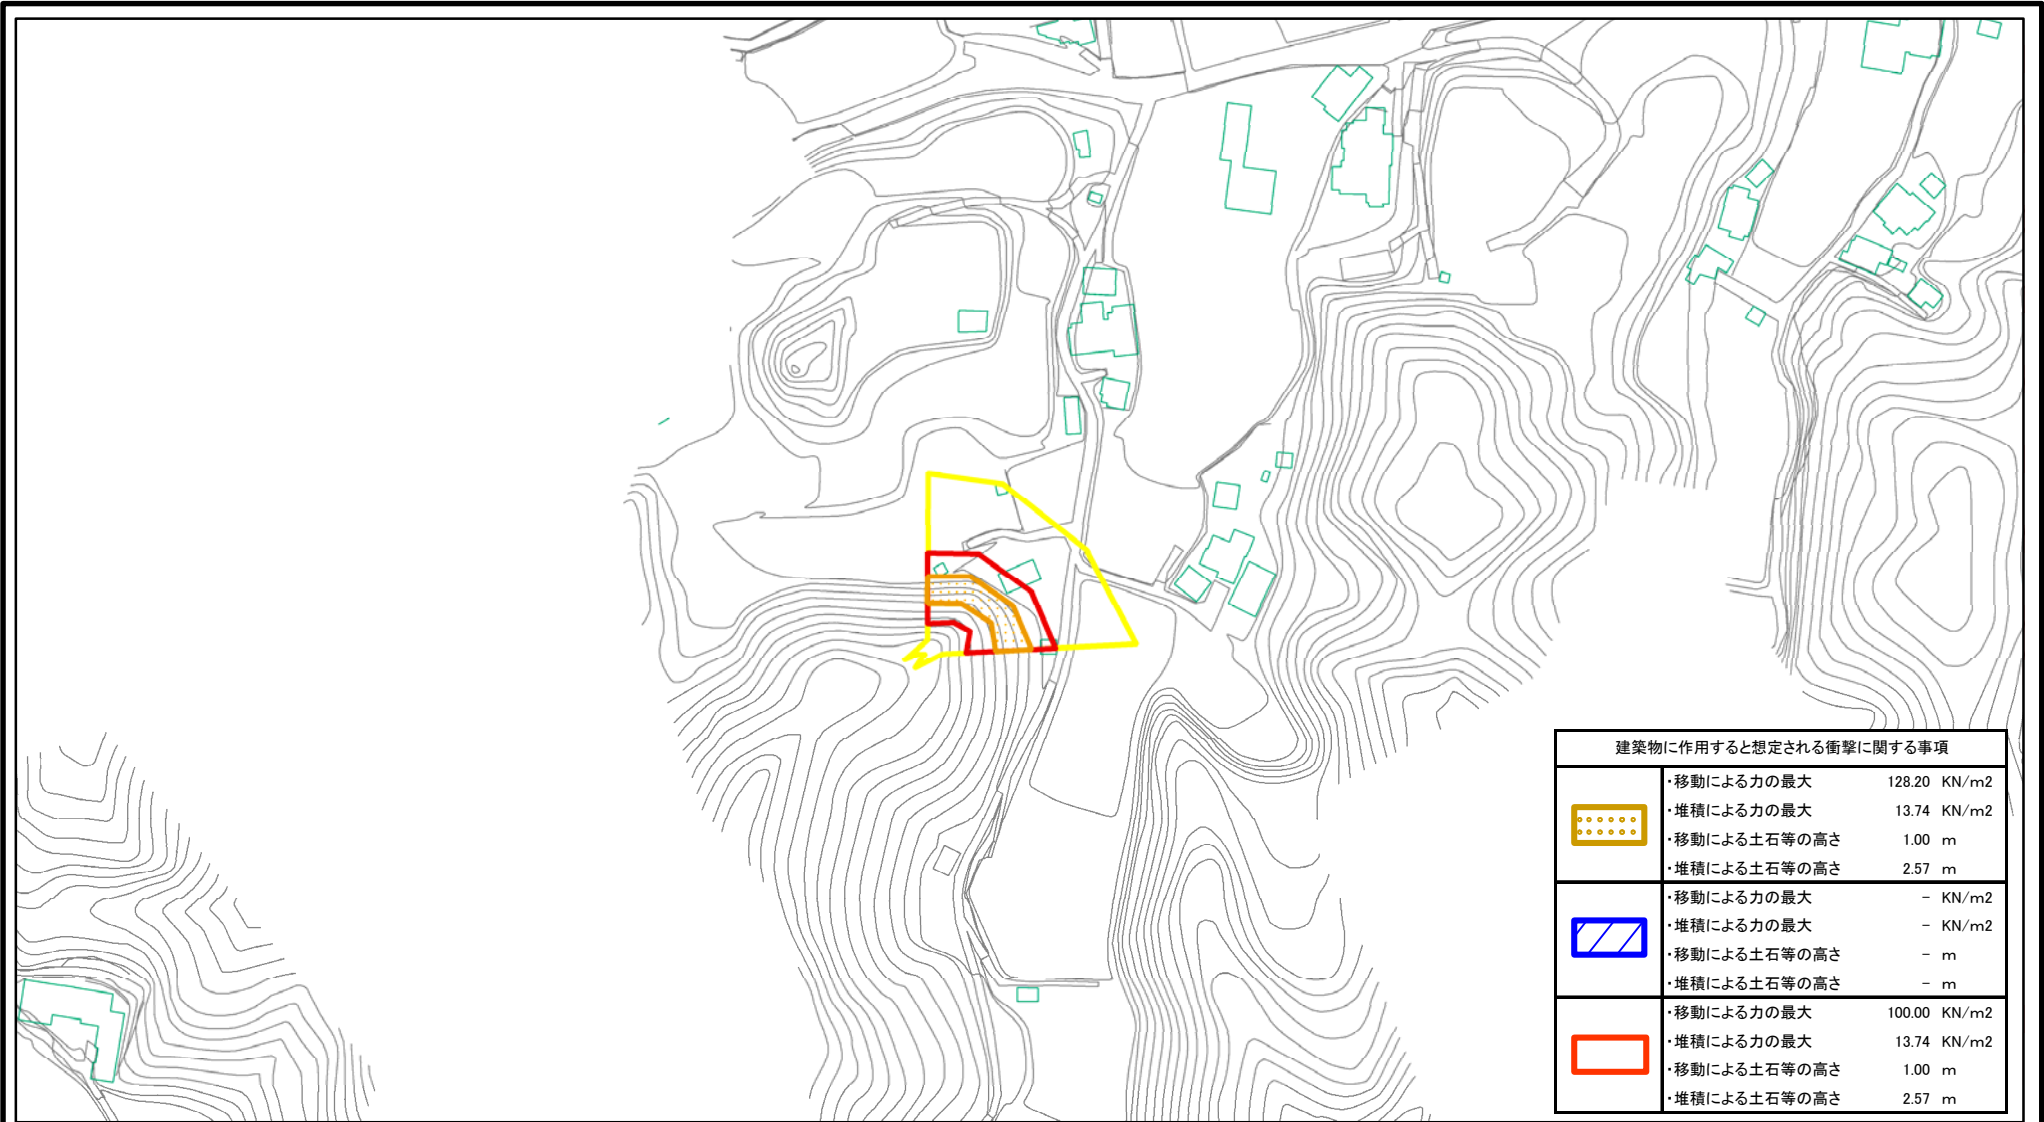 建築物に作用すると想定される衝撃に関する事項
・移動による力の最大 128.20 KN/m2
・堆積による力の最大 13.74 KN/m2
・移動による土石等の高さ 1.00 m
・堆積による土石等の高さ 2.57 m
・移動による力の最大 − KN/m2
・堆積による力の最大 − KN/m2
・移動による土石等の高さ − m
・堆積による土石等の高さ − m
・移動による力の最大 100.00 KN/m2
・堆積による力の最大 13.74 KN/m2
・移動による土石等の高さ 1.00 m
・堆積による土石等の高さ 2.57 m